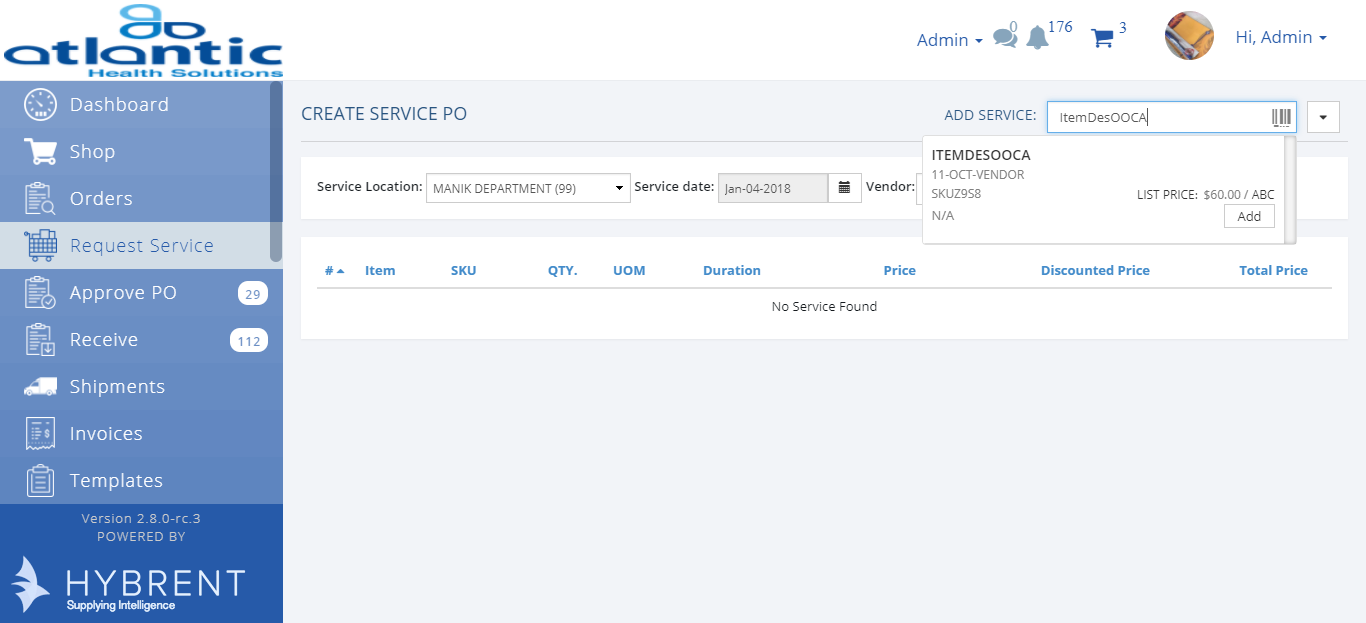 atlantic
Health Solutions
Admin
0
176
3
Hi, Admin
Dashboard
Shop
Orders
Request Service
Approve PO 29
Receive 112
Shipments
Invoices
Templates
Version 2.8.0-rc.3
POWERED BY
HYBRENT
Supplying Intelligence
CREATE SERVICE PO
ADD SERVICE: ItemDesOOCA
ITEMDESOOCA
11-OCT-VENDOR
SKUZ9S8 LIST PRICE: $60.00 / ABC
N/A Add
Service Location: MANIK DEPARTMENT (99) Service date: Jan-04-2018 Vendor:
# Item SKU QTY. UOM Duration Price Discounted Price Total Price
No Service Found